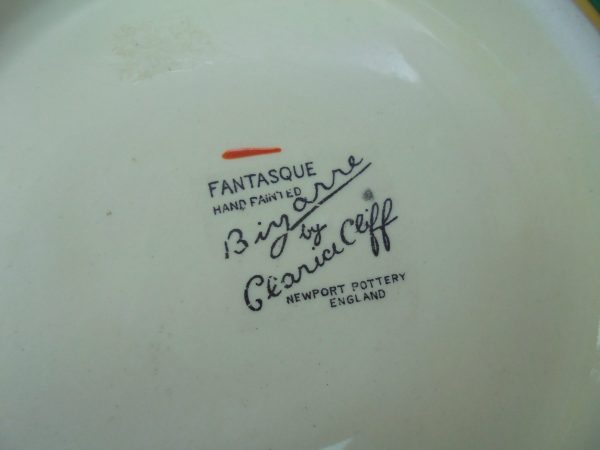 FANTASQUE
HAND PAINTED
Bizarre
by
Clarice Cliff
NEWPORT POTTERY
ENGLAND